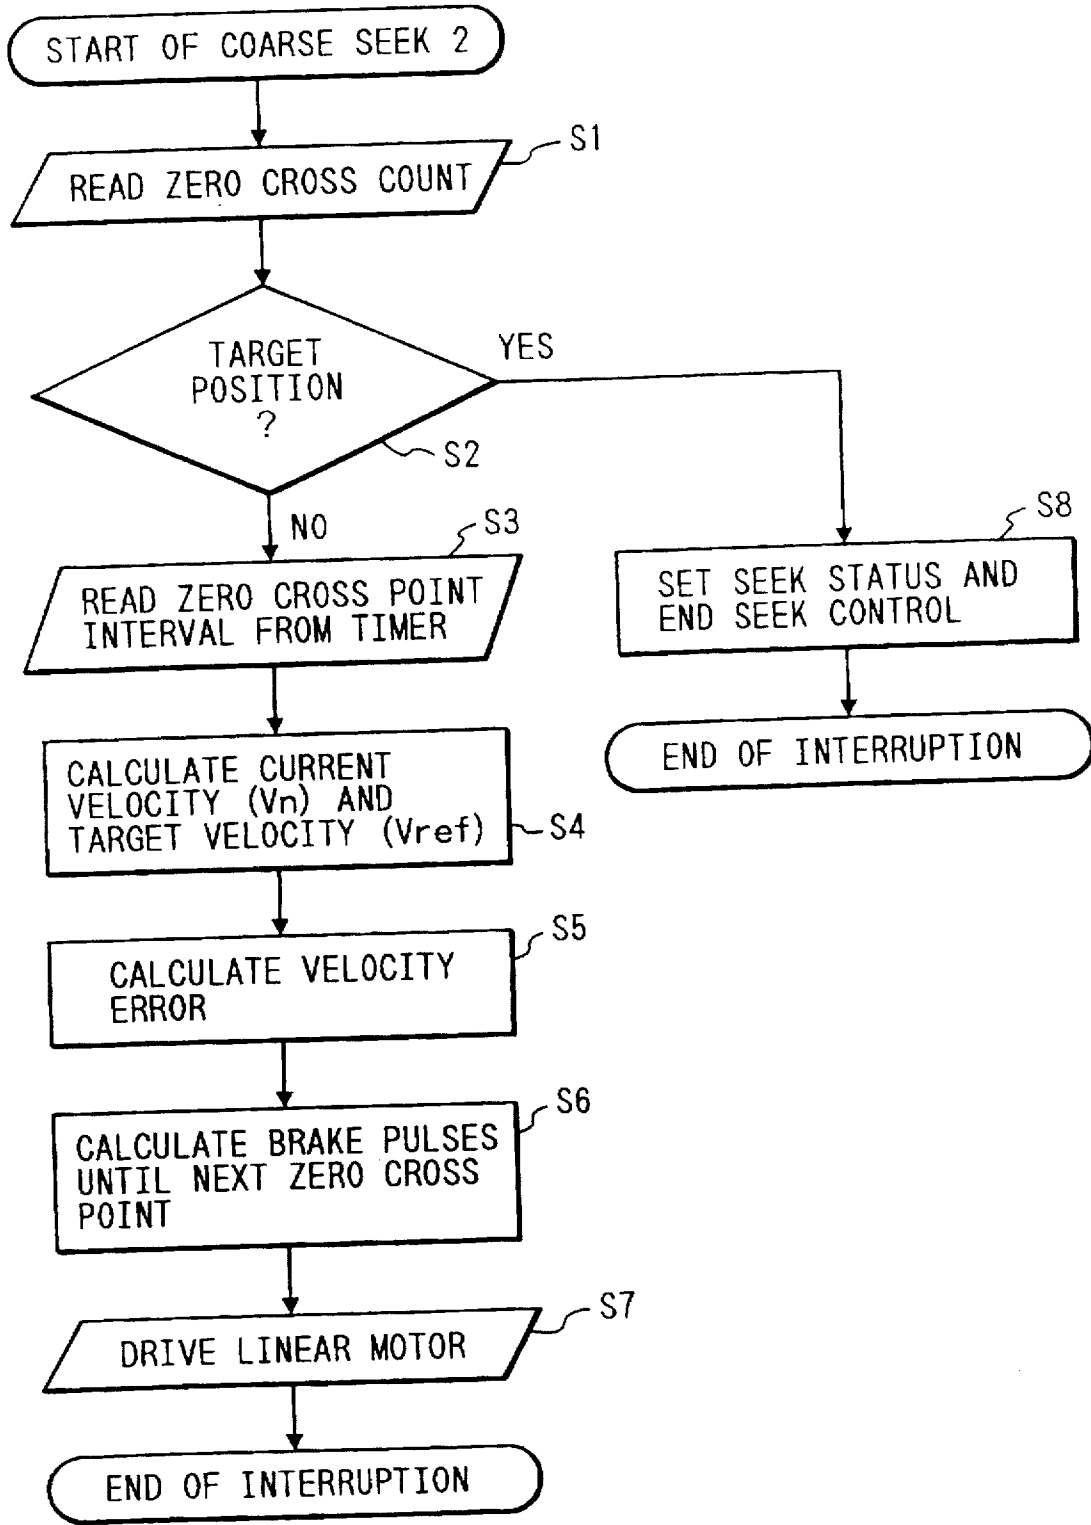 START OF COARSE SEEK 2
S1
READ ZERO CROSS COUNT
TARGET
POSITION
?
YES
S2
NO
S3
READ ZERO CROSS POINT
INTERVAL FROM TIMER
S8
SET SEEK STATUS AND
END SEEK CONTROL
END OF INTERRUPTION
CALCULATE CURRENT
VELOCITY (Vn) AND
TARGET VELOCITY (Vref)
S4
S5
CALCULATE VELOCITY
ERROR
S6
CALCULATE BRAKE PULSES
UNTIL NEXT ZERO CROSS
POINT
S7
DRIVE LINEAR MOTOR
END OF INTERRUPTION